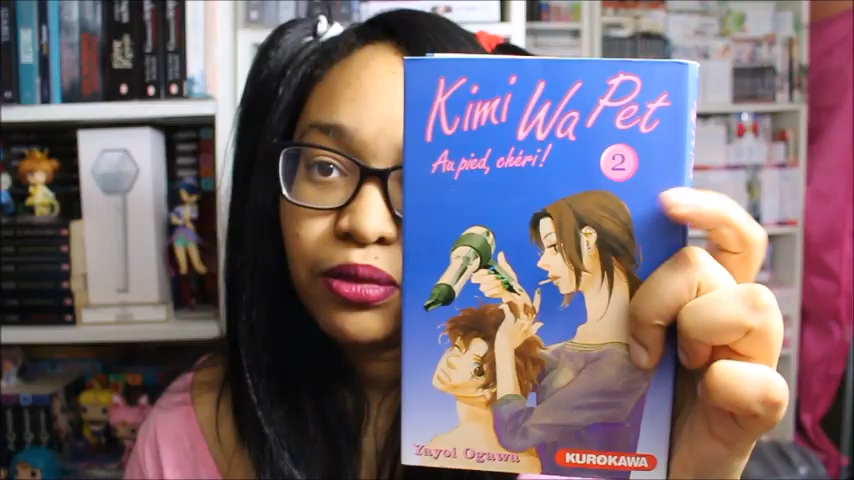 Kimi Wa Pet
Au pied, chéri!
2
Yayoi Ogawa
KUROKAWA